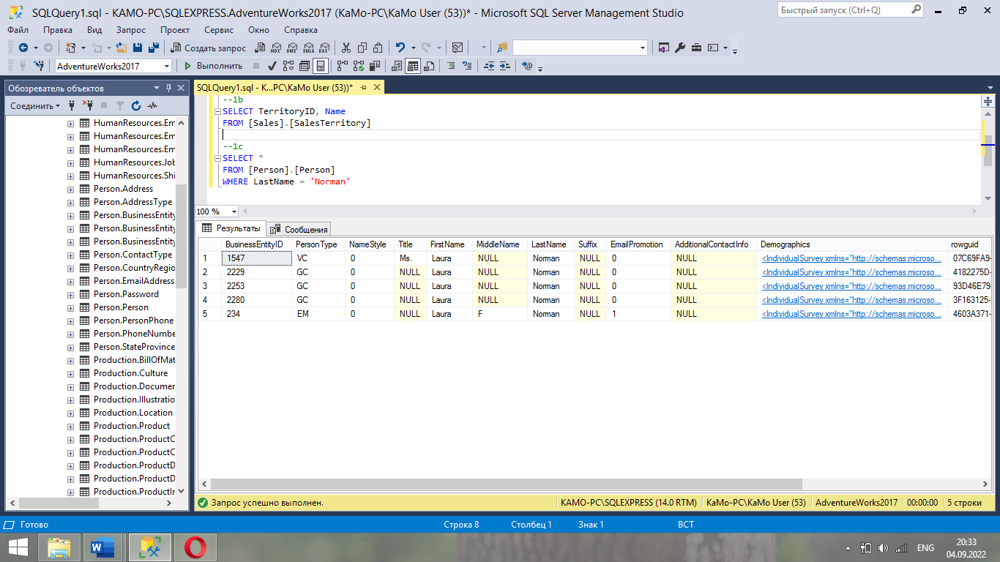 SQLQuery1.sql - KAMO-PC\SQLEXPRESS.AdventureWorks2017 (KaMo-PC\KaMo User (53))* - Microsoft SQL Server Management Studio
Быстрый запуск (Ctrl+Q)
Файл Правка Вид Запрос Проект Сервис Окно Справка
Создать запрос MDX DMX XMLA DAX
AdventureWorks2017 Выполнить
Обозреватель объектов
Соединить
HumanResources.Em
HumanResources.Em
HumanResources.Em
HumanResources.Job
HumanResources.Shi
Person.Address
Person.AddressType
Person.BusinessEntity
Person.BusinessEntity
Person.BusinessEntity
Person.ContactType
Person.CountryRegio
Person.EmailAddress
Person.Password
Person.Person
Person.PersonPhone
Person.PhoneNumbe
Person.StateProvince
Production.BillOfMat
Production.Culture
Production.Documen
Production.Illustratio
Production.Location
Production.Product
Production.ProductC
Production.ProductC
Production.ProductD
Production.ProductD
Production.ProductIn
SQLQuery1.sql - K...PC\KaMo User (53))*
--1b
SELECT TerritoryID, Name
FROM [Sales].[SalesTerritory]
--1c
SELECT *
FROM [Person].[Person]
WHERE LastName = 'Norman'
100 %
Результаты Сообщения
BusinessEntityID PersonType NameStyle Title FirstName MiddleName LastName Suffix EmailPromotion AdditionalContactInfo Demographics rowguid
1 1547 VC 0 Ms. Laura NULL Norman NULL 0 NULL <IndividualSurvey xmlns="http://schemas.microso... 07C69FA9-
2 2229 GC 0 NULL Laura NULL Norman NULL 0 NULL <IndividualSurvey xmlns="http://schemas.microso... 4182275D-
3 2253 GC 0 NULL Laura NULL Norman NULL 0 NULL <IndividualSurvey xmlns="http://schemas.microso... 93D46E79-
4 2280 GC 0 NULL Laura NULL Norman NULL 0 NULL <IndividualSurvey xmlns="http://schemas.microso... 3F163125-
5 234 EM 0 NULL Laura F Norman NULL 1 NULL <IndividualSurvey xmlns="http://schemas.microso... 4603A371-
Запрос успешно выполнен. KAMO-PC\SQLEXPRESS (14.0 RTM) KaMo-PC\KaMo User (53) AdventureWorks2017 00:00:00 5 строки
Готово Строка 8 Столбец 1 Знак 1 ВСТ
ENG 20:33
04.09.2022